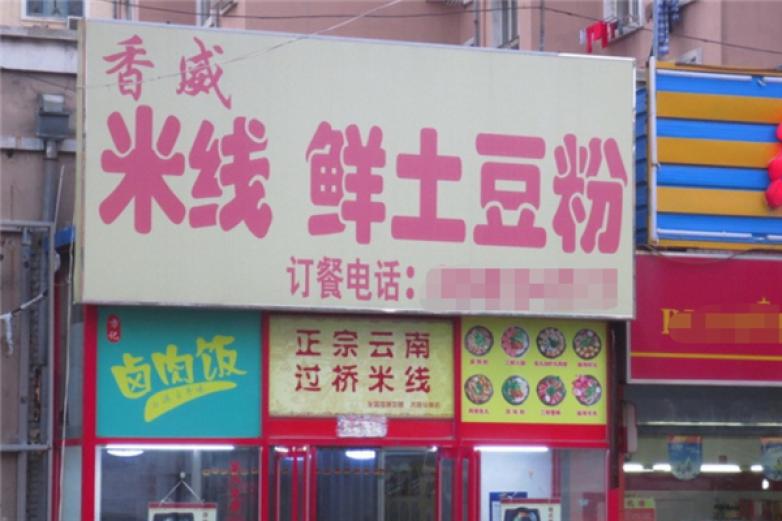 香威
米线 鲜土豆粉
订餐电话:
卤肉饭
正宗云南
过桥米线